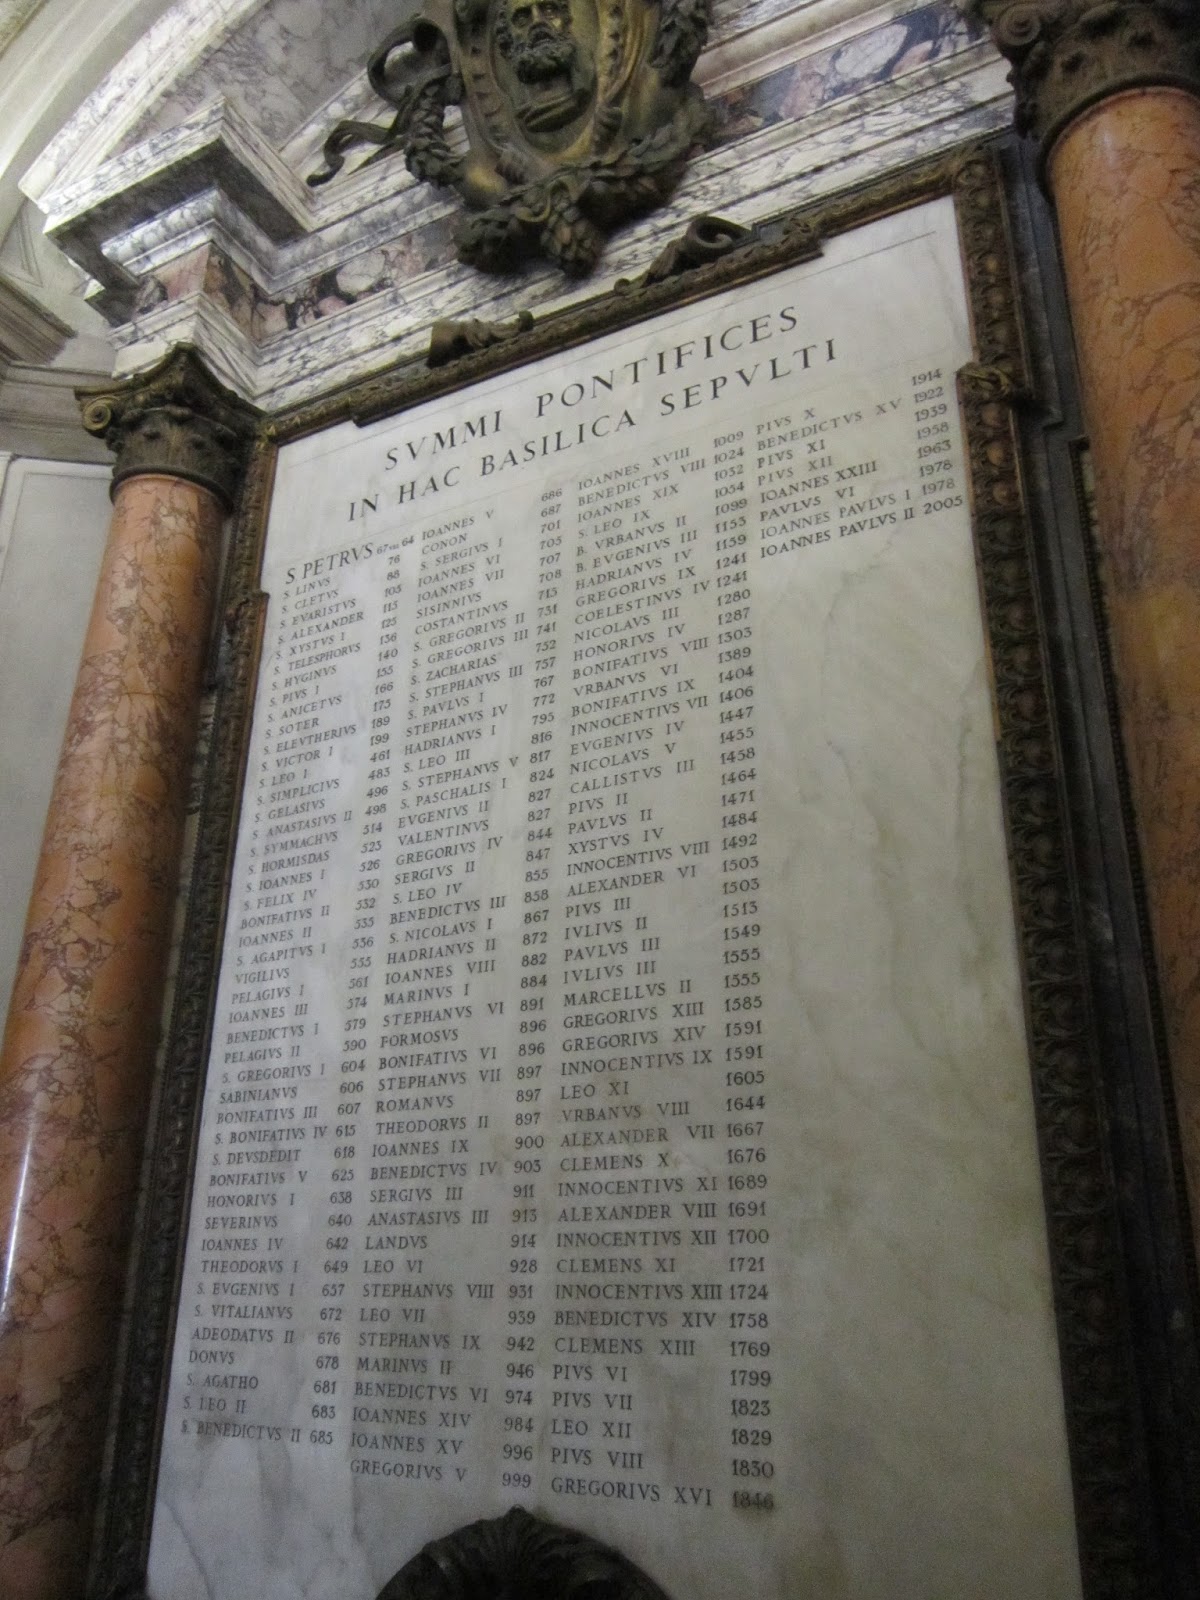 SVMMI PONTIFICES
IN HAC BASILICA SEPVLTI
S PETRVS 67 vel 64
S. LINVS 76
S. CLETVS 88
S. EVARISTVS 105
S. ALEXANDER 115
S. XYSTVS I 125
S. TELESPHORVS 136
S. HYGINVS 140
S. PIVS I 155
S. ANICETVS 166
S. SOTER 175
S. ELEVTHERIVS 189
S. VICTOR I 199
S. LEO I 461
S. SIMPLICIVS 483
S. GELASIVS 496
S. ANASTASIVS II 498
S. SYMMACHVS 514
S. HORMISDAS 523
S. IOANNES I 526
S. FELIX IV 530
BONIFATIVS II 532
IOANNES II 535
S. AGAPITVS I 536
VIGILIVS 555
PELAGIVS I 561
IOANNES III 574
BENEDICTVS I 579
PELAGIVS II 590
S. GREGORIVS I 604
SABINIANVS 606
BONIFATIVS III 607
S. BONIFATIVS IV 615
S. DEVSDEDIT 618
BONIFATIVS V 625
HONORIVS I 638
SEVERINVS 640
IOANNES IV 642
THEODORVS I 649
S. EVGENIVS I 657
S. VITALIANVS 672
ADEODATVS II 676
DONVS 678
S. AGATHO 681
S. LEO II 683
S. BENEDICTVS II 685
IOANNES V 686
CONON 687
S. SERGIVS I 701
IOANNES VI 705
IOANNES VII 707
SISINNIVS 708
COSTANTINVS 715
S. GREGORIVS II 731
S. GREGORIVS III 741
S. ZACHARIAS 752
S. STEPHANVS III 757
S. PAVLVS I 767
STEPHANVS IV 772
HADRIANVS I 795
S. LEO III 816
S. STEPHANVS V 817
S. PASCHALIS I 824
EVGENIVS II 827
VALENTINVS 827
GREGORIVS IV 844
SERGIVS II 847
S. LEO IV 855
BENEDICTVS III 858
S. NICOLAVS I 867
HADRIANVS II 872
IOANNES VIII 882
MARINVS I 884
STEPHANVS VI 891
FORMOSVS 896
BONIFATIVS VI 896
STEPHANVS VII 897
ROMANVS 897
THEODORVS II 897
IOANNES IX 900
BENEDICTVS IV 903
SERGIVS III 911
ANASTASIVS III 913
LANDVS 914
LEO VI 928
STEPHANVS VIII 931
LEO VII 939
STEPHANVS IX 942
MARINVS II 946
BENEDICTVS VI 974
IOANNES XIV 984
IOANNES XV 996
GREGORIVS V 999
IOANNES XVIII 1009
BENEDICTVS VIII 1024
IOANNES XIX 1032
S. LEO IX 1054
B. VRBANVS II 1099
B. EVGENIVS III 1153
HADRIANVS IV 1159
GREGORIVS IX 1241
COELESTINVS IV 1241
NICOLAVS III 1280
HONORIVS IV 1287
BONIFATIVS VIII 1303
VRBANVS VI 1389
BONIFATIVS IX 1404
INNOCENTIVS VII 1406
EVGENIVS IV 1447
NICOLAVS V 1455
CALLISTVS III 1458
PIVS II 1464
PAVLVS II 1471
XYSTVS IV 1484
INNOCENTIVS VIII 1492
ALEXANDER VI 1503
PIVS III 1503
IVLIVS II 1513
PAVLVS III 1549
IVLIVS III 1555
MARCELLVS II 1555
GREGORIVS XIII 1585
GREGORIVS XIV 1591
INNOCENTIVS IX 1591
LEO XI 1605
VRBANVS VIII 1644
ALEXANDER VII 1667
CLEMENS X 1676
INNOCENTIVS XI 1689
ALEXANDER VIII 1691
INNOCENTIVS XII 1700
CLEMENS XI 1721
INNOCENTIVS XIII 1724
BENEDICTVS XIV 1758
CLEMENS XIII 1769
PIVS VI 1799
PIVS VII 1823
LEO XII 1829
PIVS VIII 1830
GREGORIVS XVI 1846
PIVS X 1914
BENEDICTVS XV 1922
PIVS XI 1939
PIVS XII 1958
IOANNES XXIII 1963
PAVLVS VI 1978
IOANNES PAVLVS I 1978
IOANNES PAVLVS II 2005